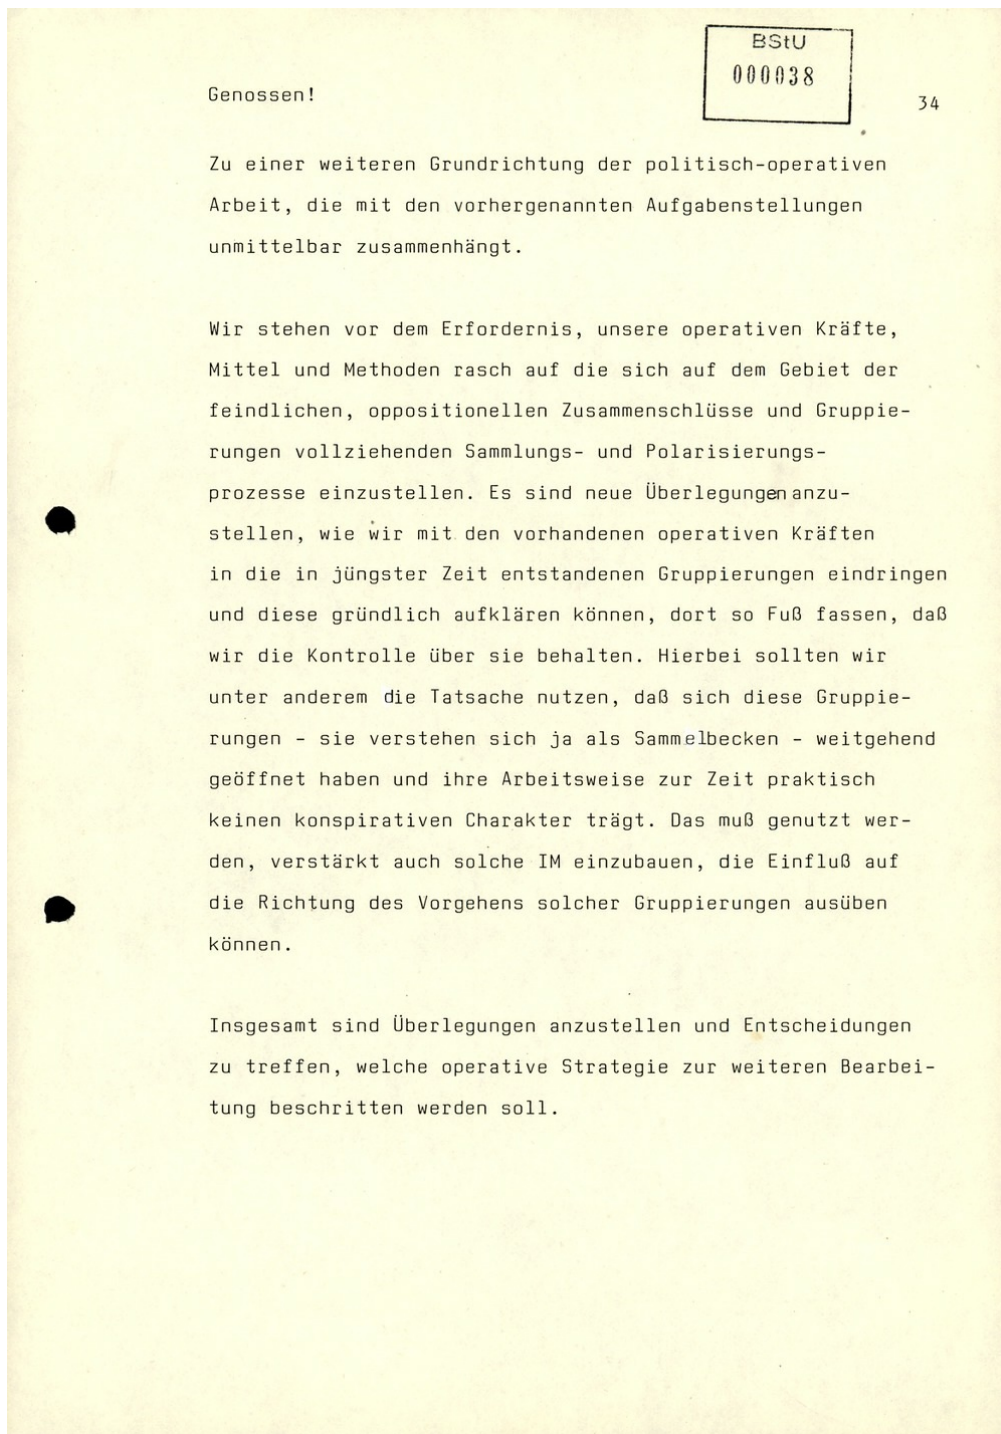 BStU
000038
Genossen!
34
Zu einer weiteren Grundrichtung der politisch-operativen
Arbeit, die mit den vorhergenannten Aufgabenstellungen
unmittelbar zusammenhängt.
Wir stehen vor dem Erfordernis, unsere operativen Kräfte,
Mittel und Methoden rasch auf die sich auf dem Gebiet der
feindlichen, oppositionellen Zusammenschlüsse und Gruppie-
rungen vollziehenden Sammlungs- und Polarisierungs-
prozesse einzustellen. Es sind neue Überlegungen anzu-
stellen, wie wir mit den vorhandenen operativen Kräften
in die in jüngster Zeit entstandenen Gruppierungen eindringen
und diese gründlich aufklären können, dort so Fuß fassen, daß
wir die Kontrolle über sie behalten. Hierbei sollten wir
unter anderem die Tatsache nutzen, daß sich diese Gruppie-
rungen - sie verstehen sich ja als Sammelbecken - weitgehend
geöffnet haben und ihre Arbeitsweise zur Zeit praktisch
keinen konspirativen Charakter trägt. Das muß genutzt wer-
den, verstärkt auch solche IM einzubauen, die Einfluß auf
die Richtung des Vorgehens solcher Gruppierungen ausüben
können.
Insgesamt sind Überlegungen anzustellen und Entscheidungen
zu treffen, welche operative Strategie zur weiteren Bearbei-
tung beschritten werden soll.